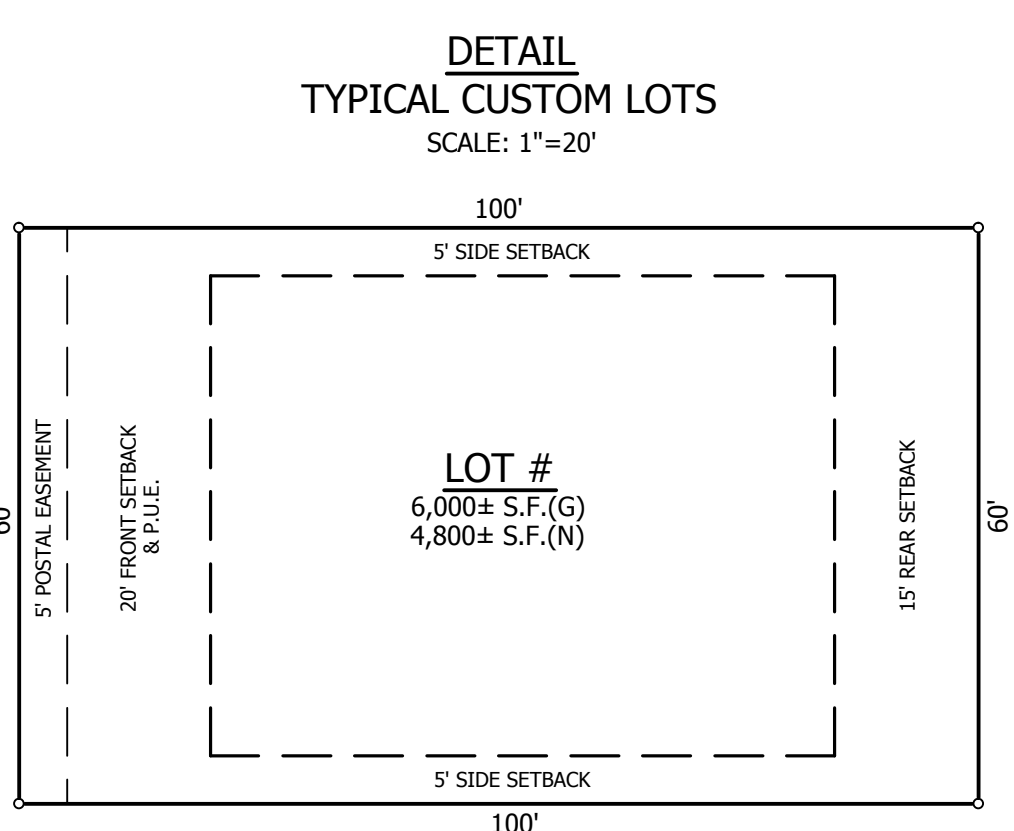 DETAIL
TYPICAL CUSTOM LOTS
SCALE: 1"=20'
100'
5' SIDE SETBACK
60'
5' POSTAL EASEMENT
20' FRONT SETBACK
& P.U.E.
LOT #
6,000± S.F.(G)
4,800± S.F.(N)
15' REAR SETBACK
60'
5' SIDE SETBACK
100'